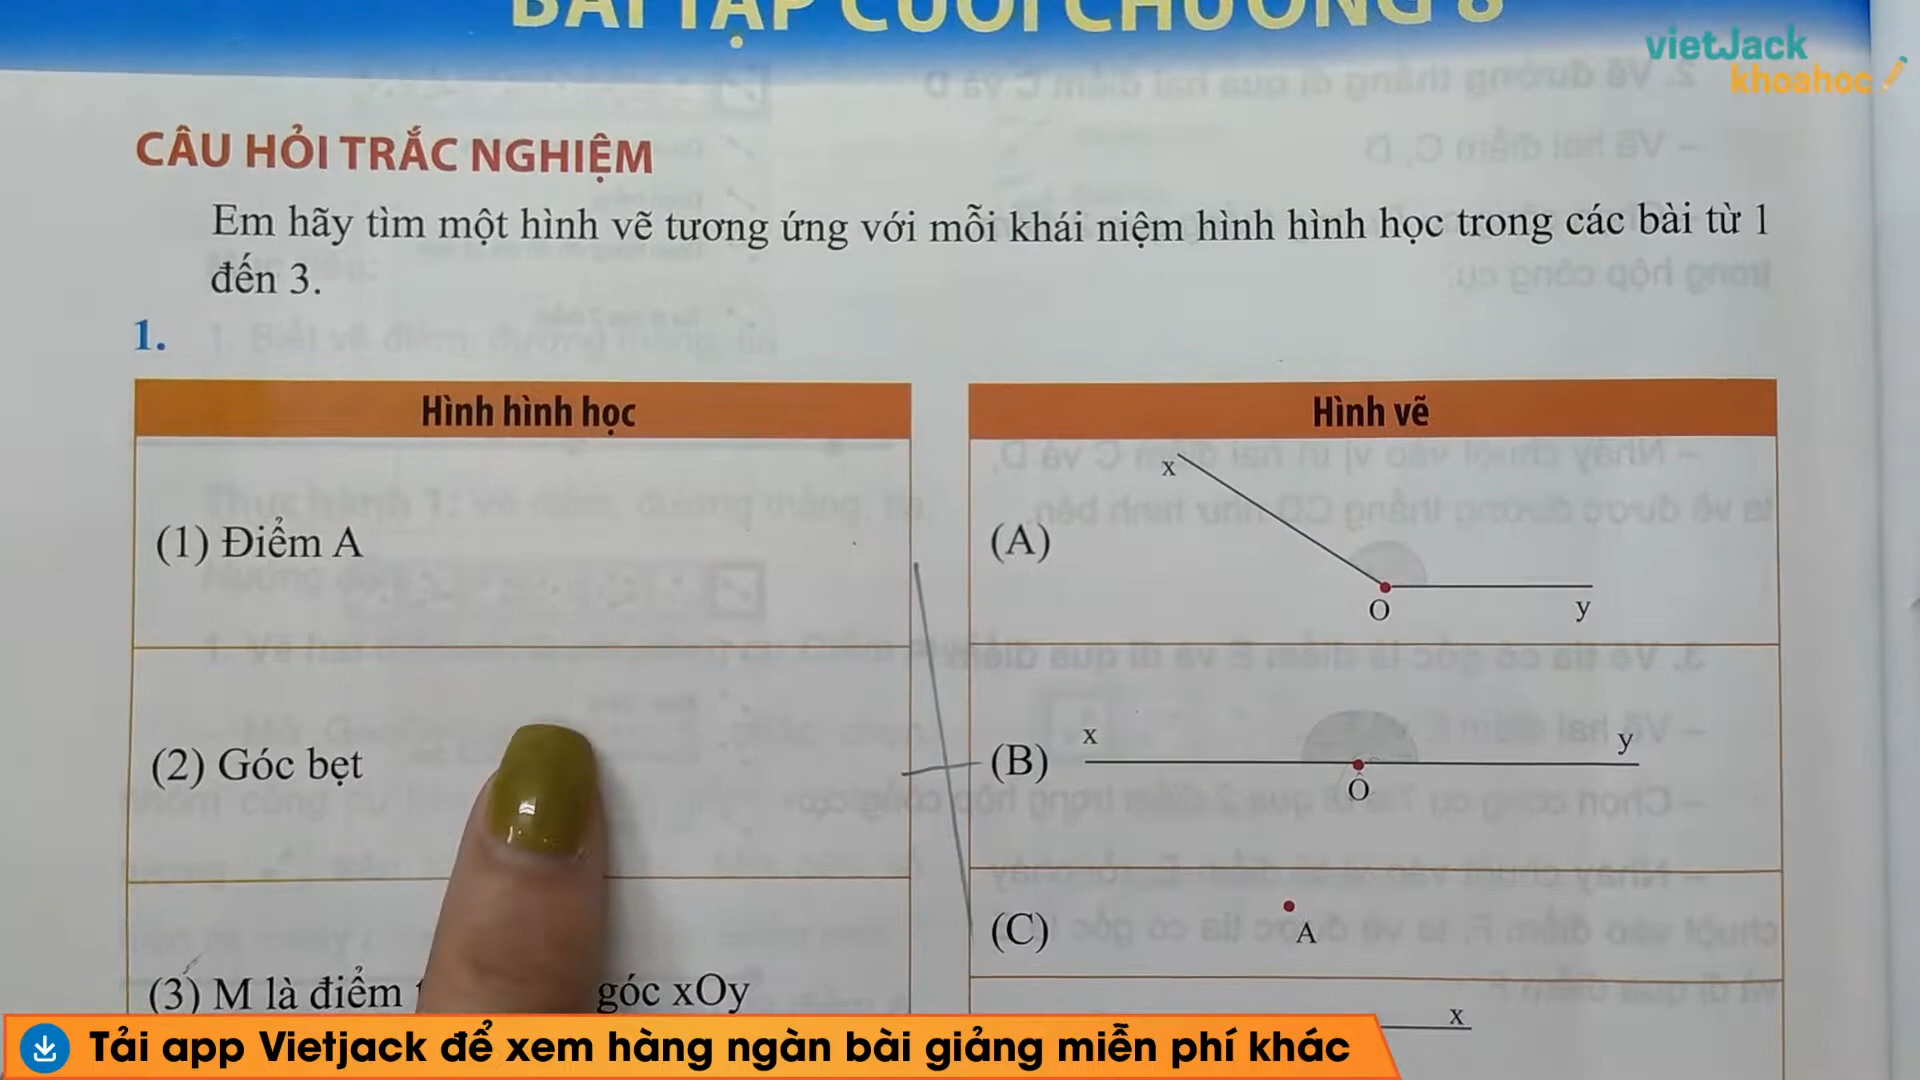 BÀI TẬP CUỐI CHƯƠNG 8
vietJack
khoahoc
CÂU HỎI TRẮC NGHIỆM
Em hãy tìm một hình vẽ tương ứng với mỗi khái niệm hình hình học trong các bài từ 1
đến 3.
1.
Hình hình học
Hình vẽ
(1) Điểm A
(A)
x
O
y
(2) Góc bẹt
(B)
x
O
y
(C)
A
(3) M là điểm
góc xOy
x
Tải app Vietjack để xem hàng ngàn bài giảng miễn phí khác